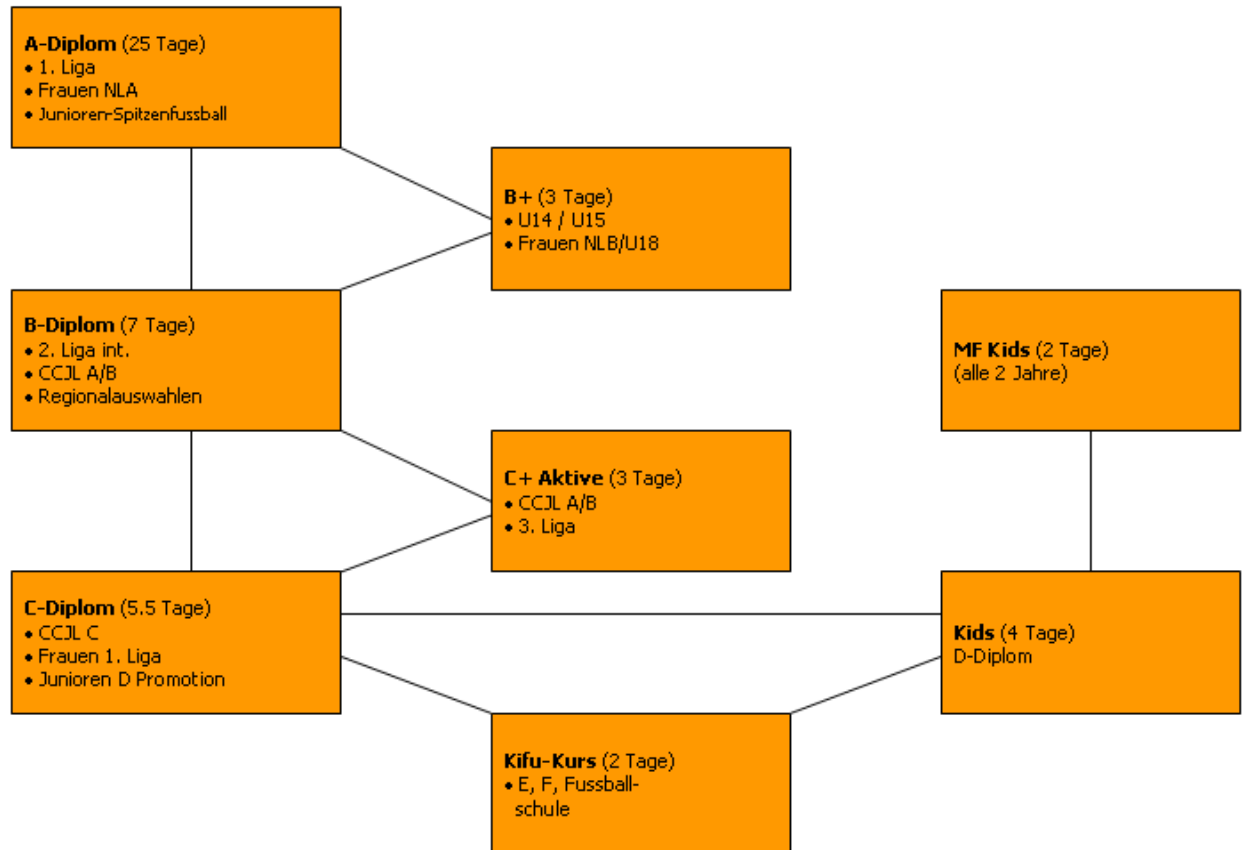 A-Diplom (25 Tage)
• 1. Liga
• Frauen NLA
• Junioren-Spitzenfussball
B+ (3 Tage)
• U14 / U15
• Frauen NLB/U18
B-Diplom (7 Tage)
• 2. Liga int.
• CCJL A/B
• Regionalauswahlen
MF Kids (2 Tage)
(alle 2 Jahre)
C+ Aktive (3 Tage)
• CCJL A/B
• 3. Liga
C-Diplom (5.5 Tage)
• CCJL C
• Frauen 1. Liga
• Junioren D Promotion
Kids (4 Tage)
D-Diplom
Kifu-Kurs (2 Tage)
• E, F, Fussball-
schule